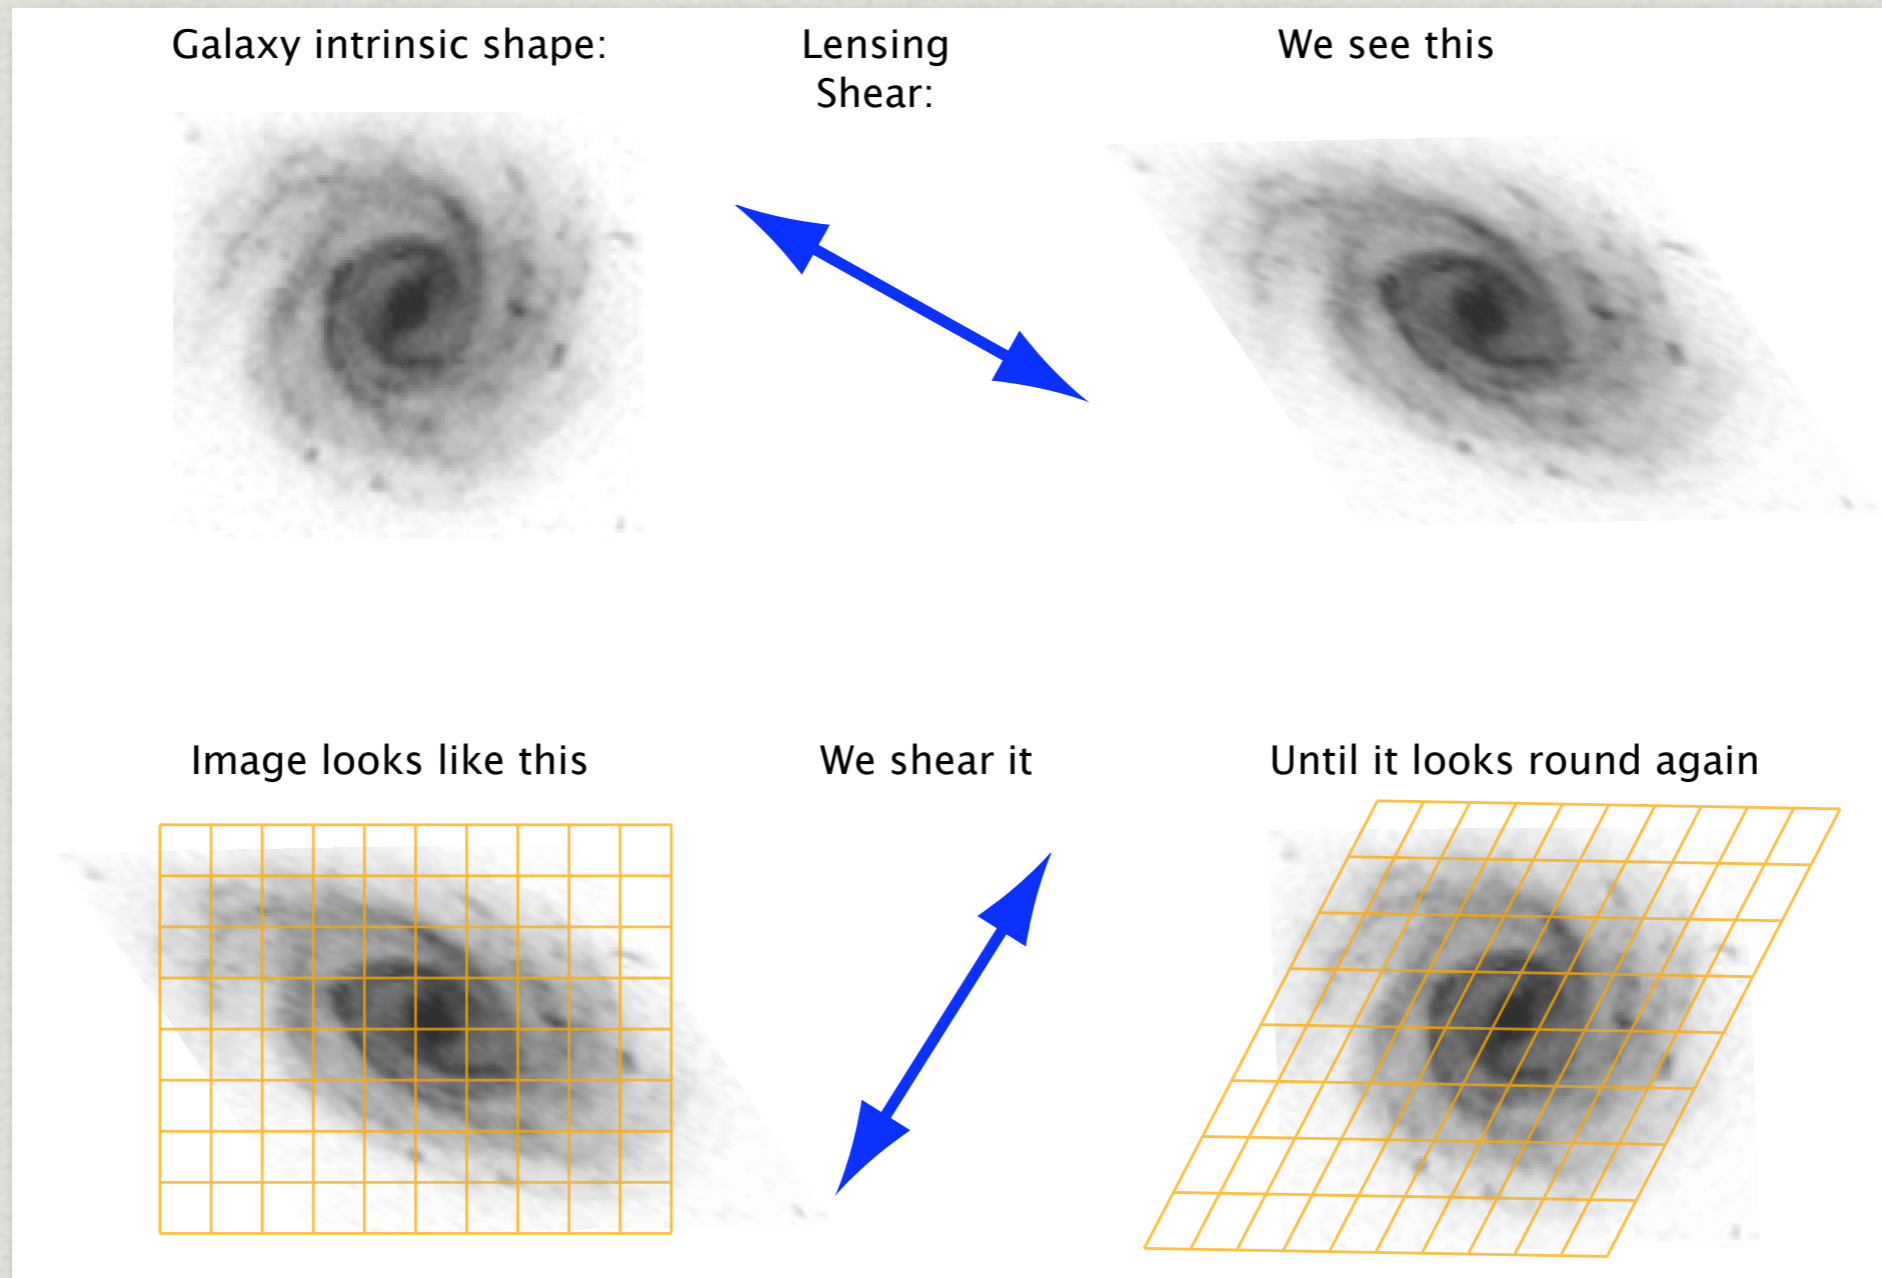 Galaxy intrinsic shape:
Lensing
Shear:
We see this
Image looks like this
We shear it
Until it looks round again